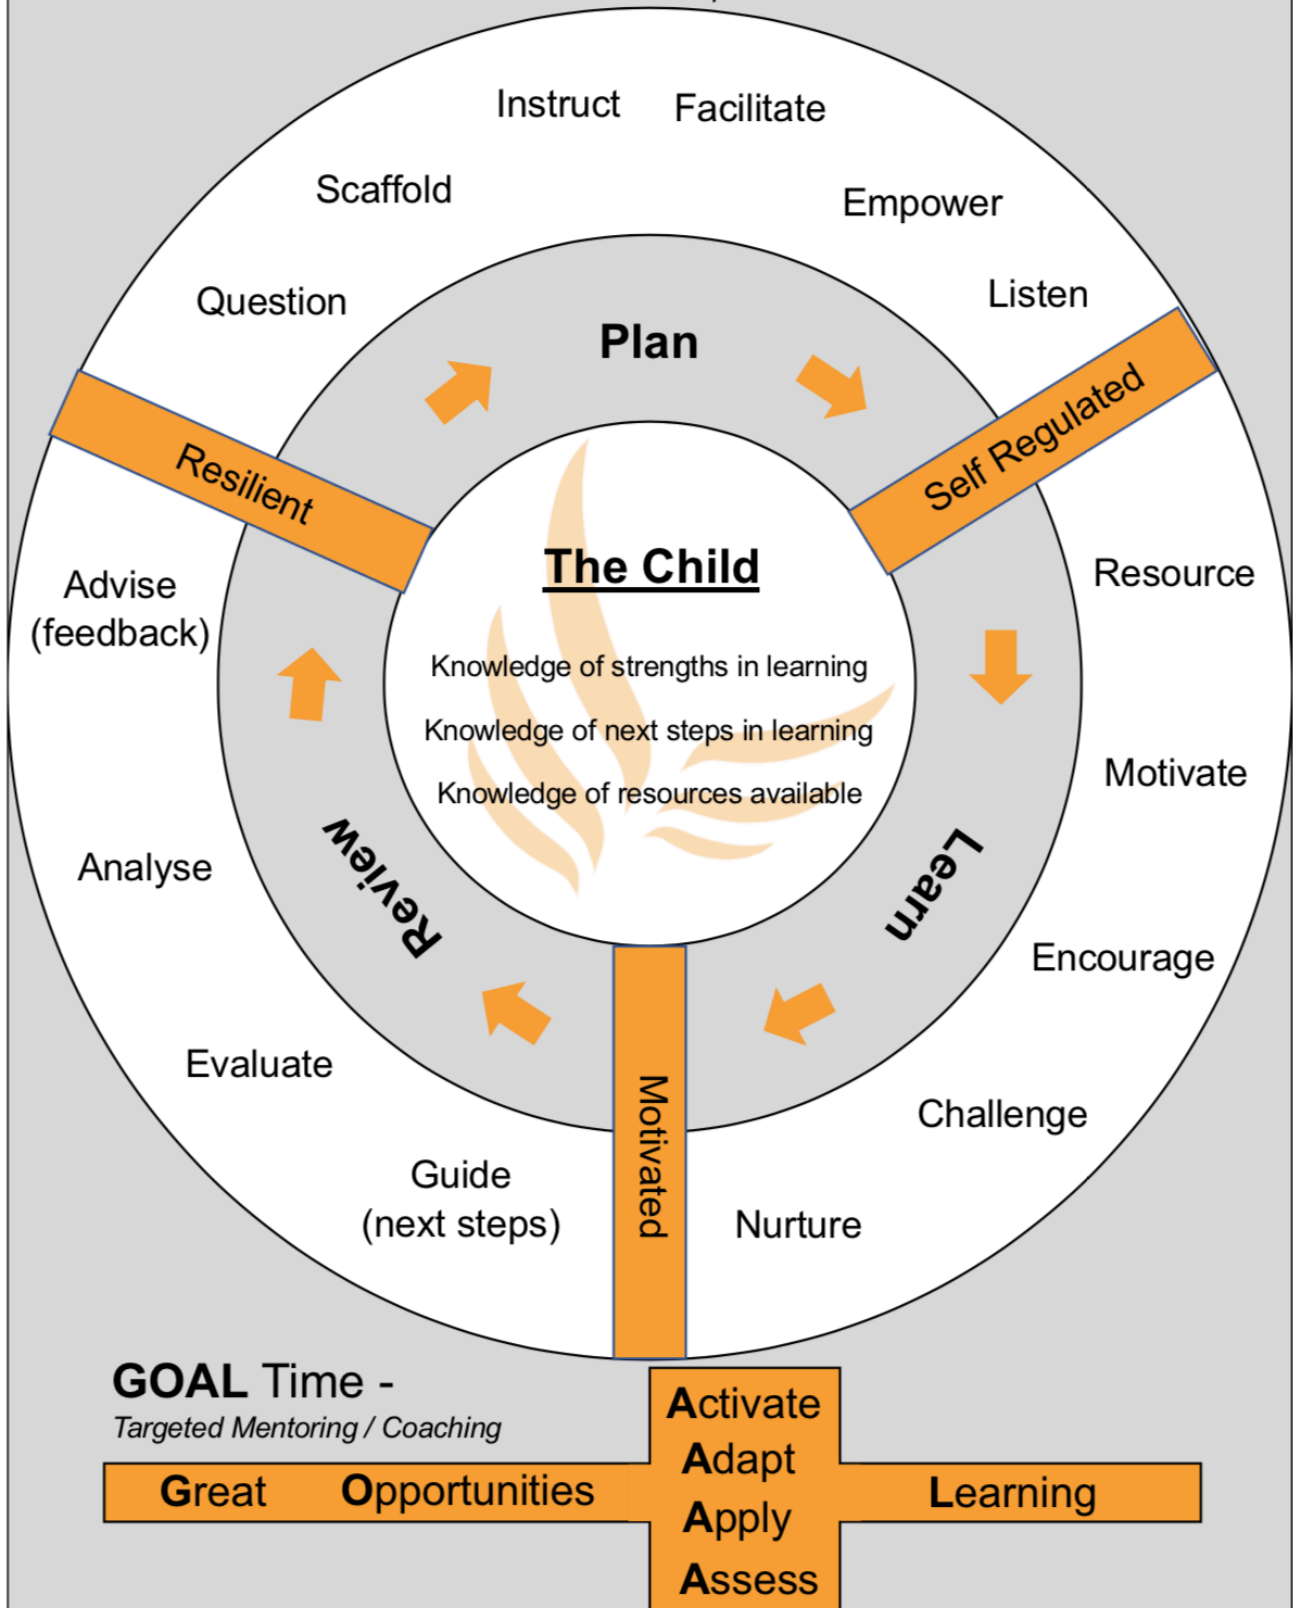 Instruct
Facilitate
Scaffold
Empower
Question
Listen
Plan
Resilient
Self Regulated
The Child
Knowledge of strengths in learning
Knowledge of next steps in learning
Knowledge of resources available
Advise
(feedback)
Resource
Motivate
Analyse
Review
Learn
Encourage
Evaluate
Challenge
Motivated
Guide
(next steps)
Nurture
GOAL Time -
Targeted Mentoring / Coaching
Great Opportunities
Activate
Adapt
Apply
Assess
Learning